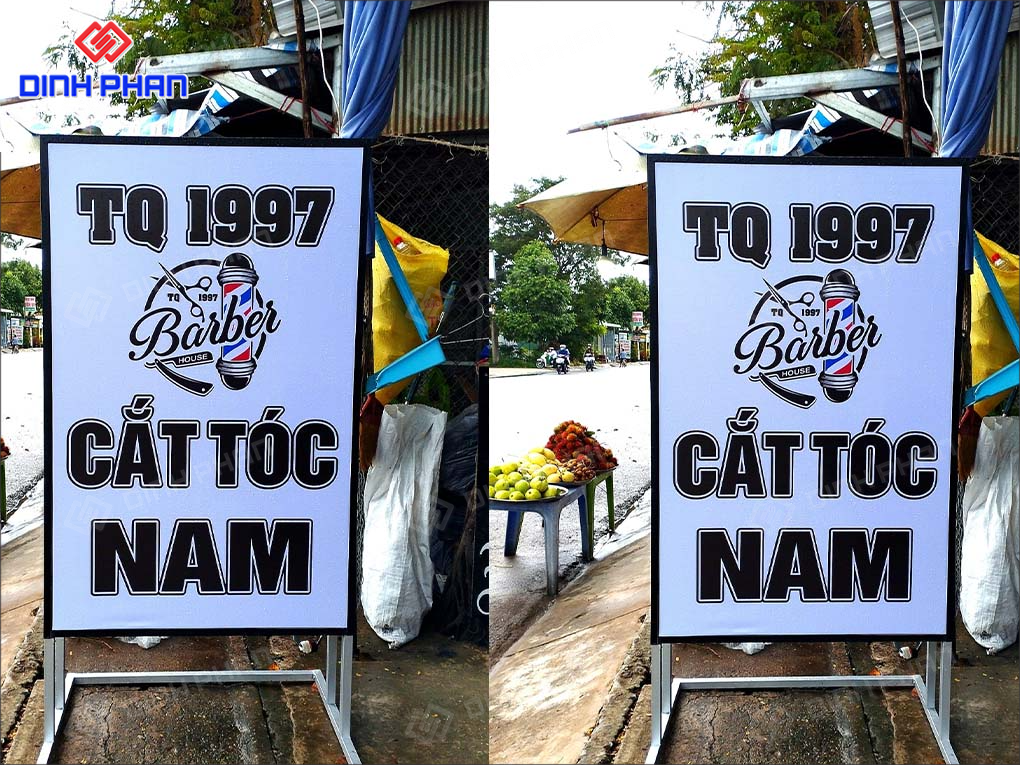 DINH PHAN
TQ 1997
TQ 1997
Barber
HOUSE
CẮT TÓC
NAM
TQ 1997
TQ 1997
Barber
HOUSE
CẮT TÓC
NAM